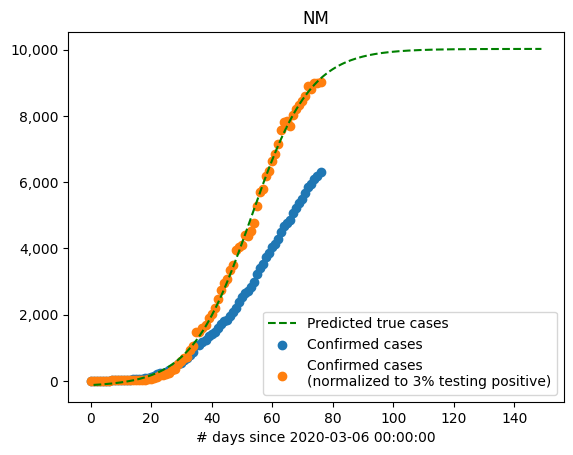 NM
10,000
8,000
6,000
4,000
2,000
0
Predicted true cases
Confirmed cases
Confirmed cases
(normalized to 3% testing positive)
0 20 40 60 80 100 120 140
# days since 2020-03-06 00:00:00